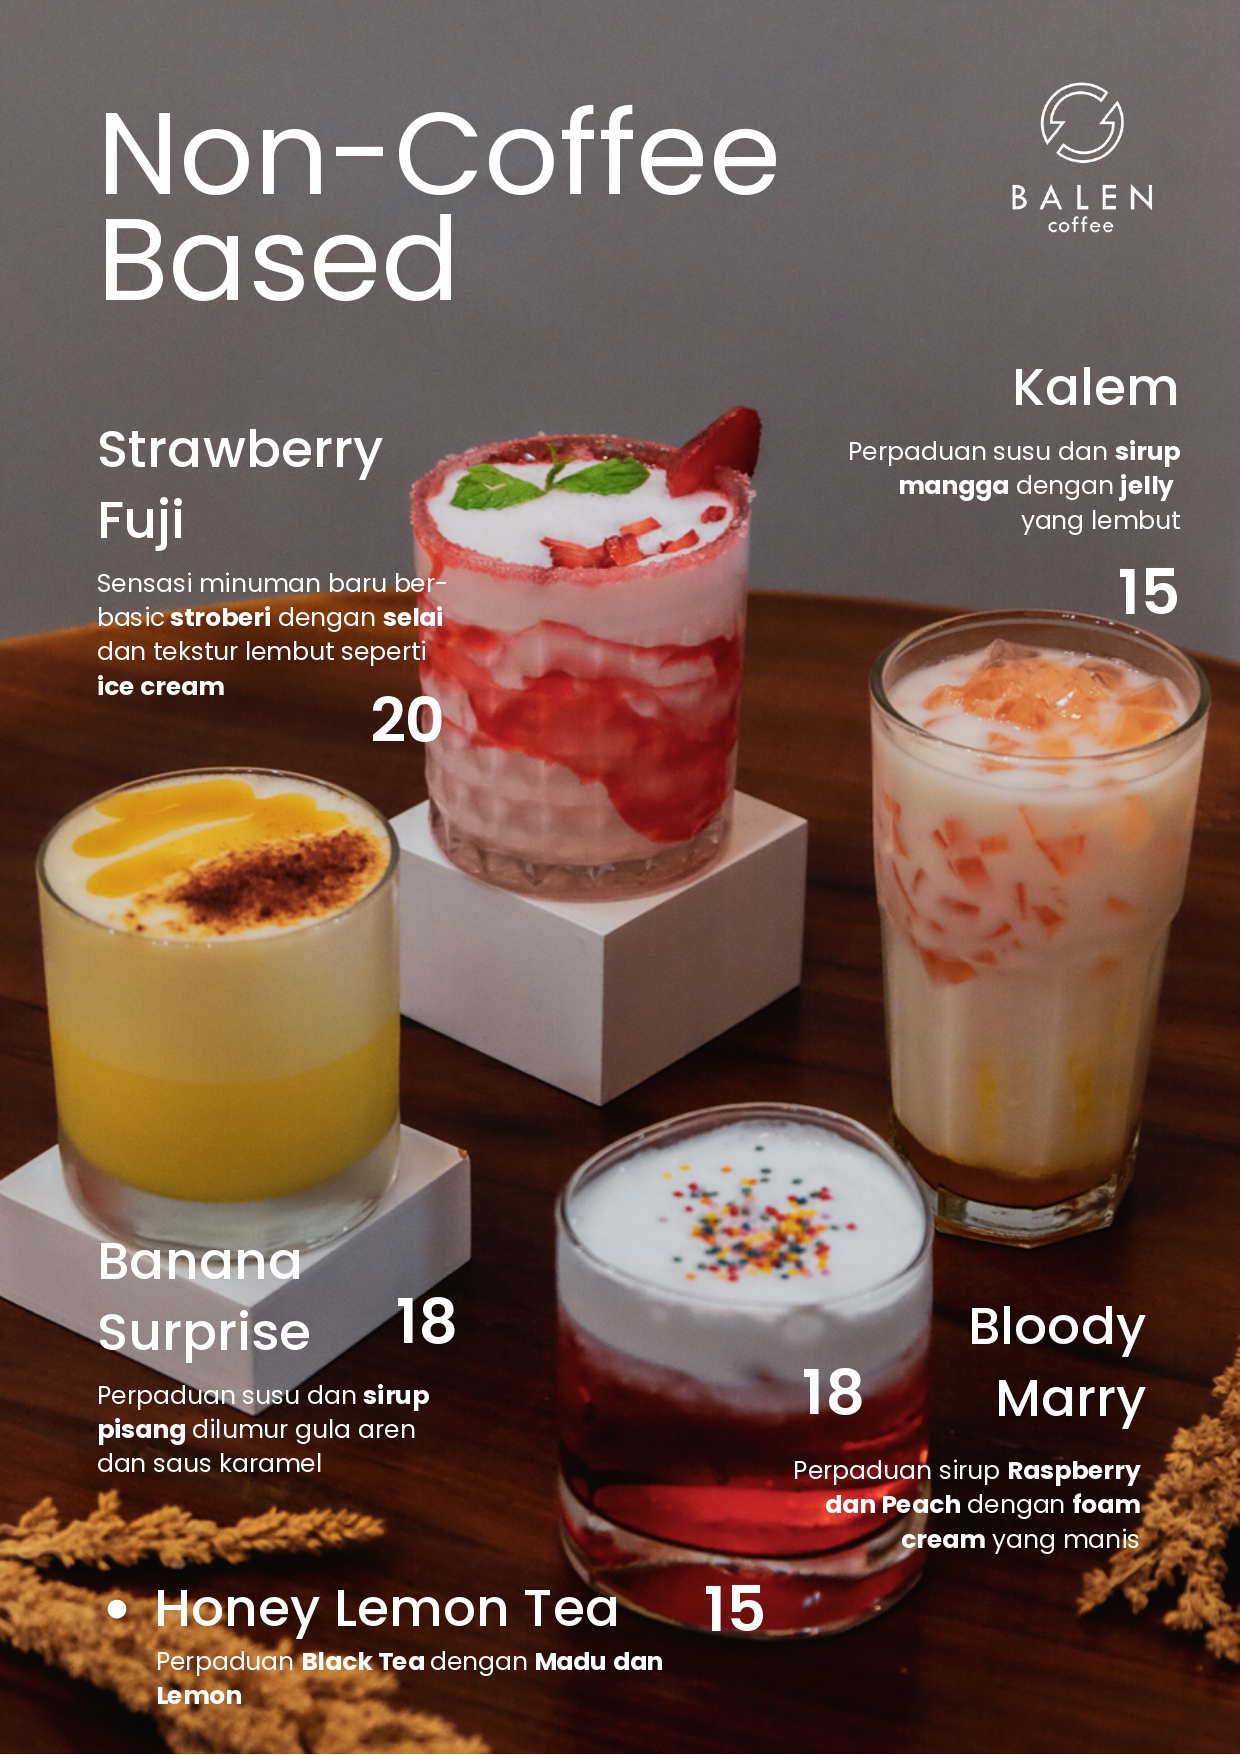 Non-Coffee
Based
BALEN
coffee
Kalem
Perpaduan susu dan sirup
mangga dengan jelly
yang lembut
15
Strawberry
Fuji
Sensasi minuman baru ber-
basic stroberi dengan selai
dan tekstur lembut seperti
ice cream
20
Banana
Surprise
18
Perpaduan susu dan sirup
pisang dilumur gula aren
dan saus karamel
Bloody
Marry
18
Perpaduan sirup Raspberry
dan Peach dengan foam
cream yang manis
• Honey Lemon Tea
15
Perpaduan Black Tea dengan Madu dan
Lemon